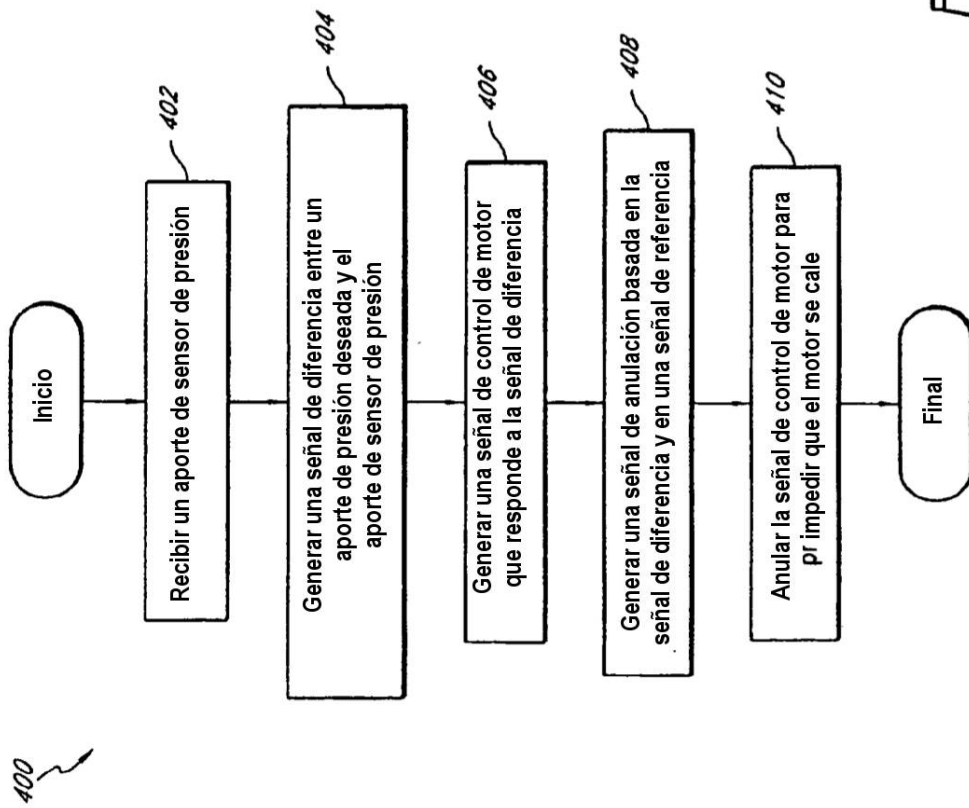 400
Inicio
402
Recibir un aporte de sensor de presión
404
Generar una señal de diferencia entre un
aporte de presión deseada y el
aporte de sensor de presión
406
Generar una señal de control de motor
que responde a la señal de diferencia
408
Generar una señal de anulación basada en la
señal de diferencia y en una señal de referencia
410
Anular la señal de control de motor para
pr impedir que el motor se cale
Final